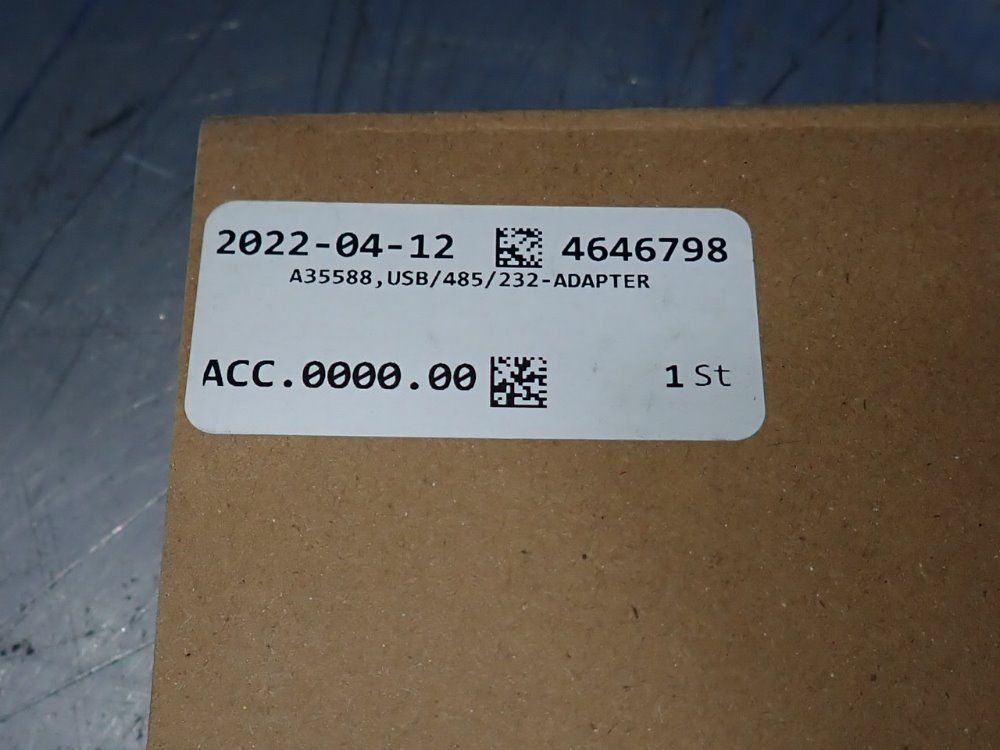 2022-04-12 4646798
A35588,USB/485/232-ADAPTER
ACC.0000.00 1 St